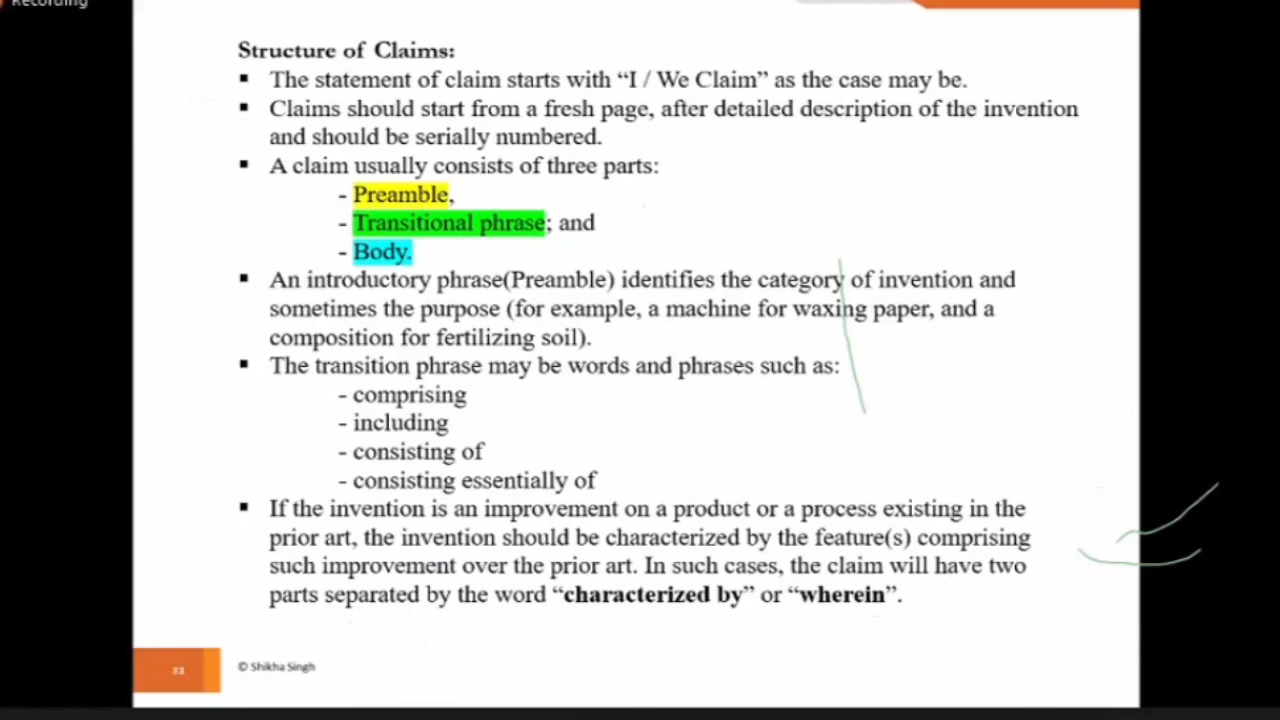 Recording
Structure of Claims:
▪ The statement of claim starts with “I / We Claim” as the case may be.
▪ Claims should start from a fresh page, after detailed description of the invention
and should be serially numbered.
▪ A claim usually consists of three parts:
- Preamble,
- Transitional phrase; and
- Body.
▪ An introductory phrase(Preamble) identifies the category of invention and
sometimes the purpose (for example, a machine for waxing paper, and a
composition for fertilizing soil).
▪ The transition phrase may be words and phrases such as:
- comprising
- including
- consisting of
- consisting essentially of
▪ If the invention is an improvement on a product or a process existing in the
prior art, the invention should be characterized by the feature(s) comprising
such improvement over the prior art. In such cases, the claim will have two
parts separated by the word “characterized by” or “wherein”.
© Shikha Singh